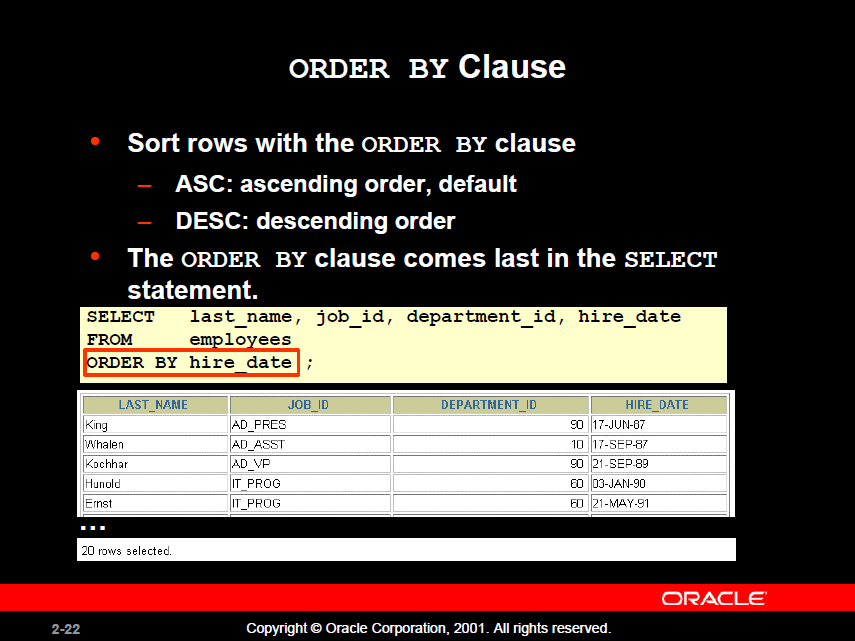 ORDER BY Clause
• Sort rows with the ORDER BY clause
– ASC: ascending order, default
– DESC: descending order
• The ORDER BY clause comes last in the SELECT
statement.
SELECT last_name, job_id, department_id, hire_date
FROM employees
ORDER BY hire_date ;
LAST_NAME JOB_ID DEPARTMENT_ID HIRE_DATE
King AD_PRES 90 17-JUN-87
Whalen AD_ASST 10 17-SEP-87
Kochhar AD_VP 90 21-SEP-89
Hunold IT_PROG 60 03-JAN-90
Ernst IT_PROG 60 21-MAY-91
...
20 rows selected.
ORACLE
2-22 Copyright © Oracle Corporation, 2001. All rights reserved.